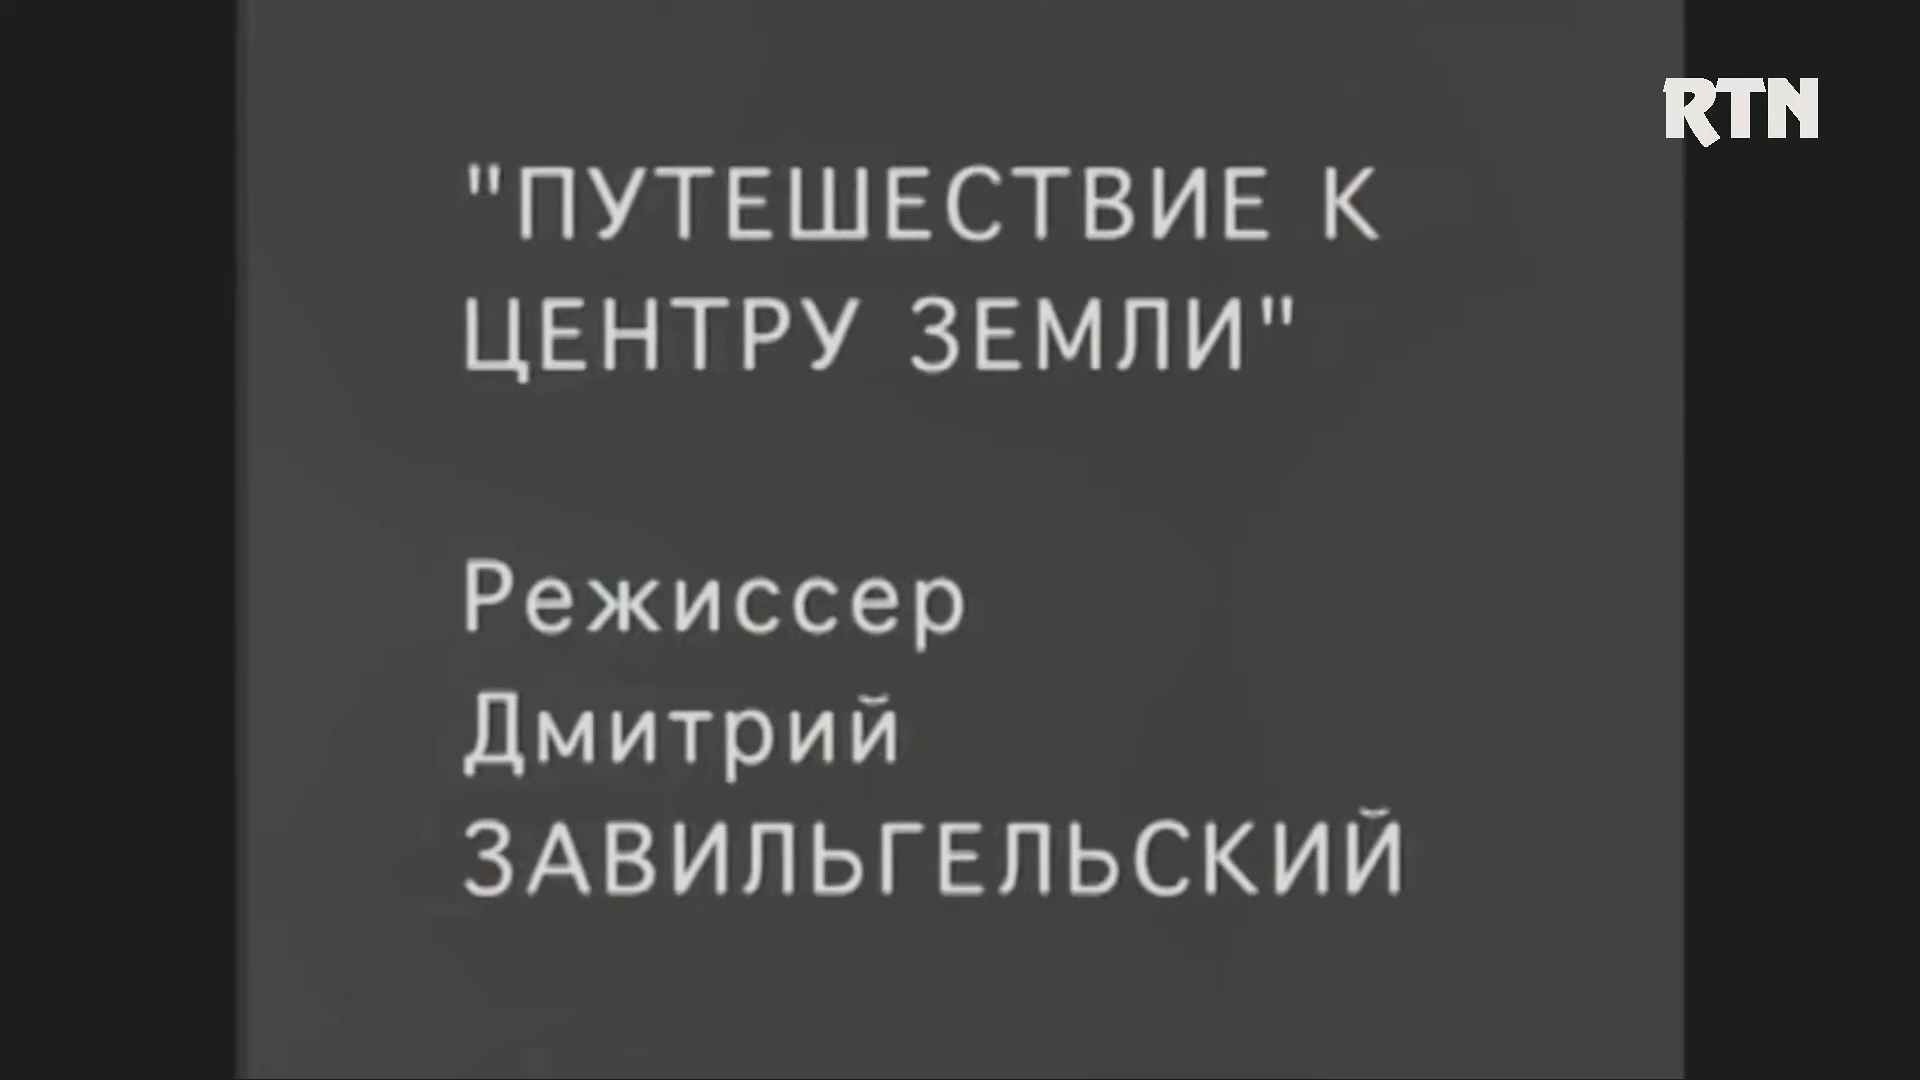 RTN
"ПУТЕШЕСТВИЕ К
ЦЕНТРУ ЗЕМЛИ"
Режиссер
Дмитрий
ЗАВИЛЬГЕЛЬСКИЙ